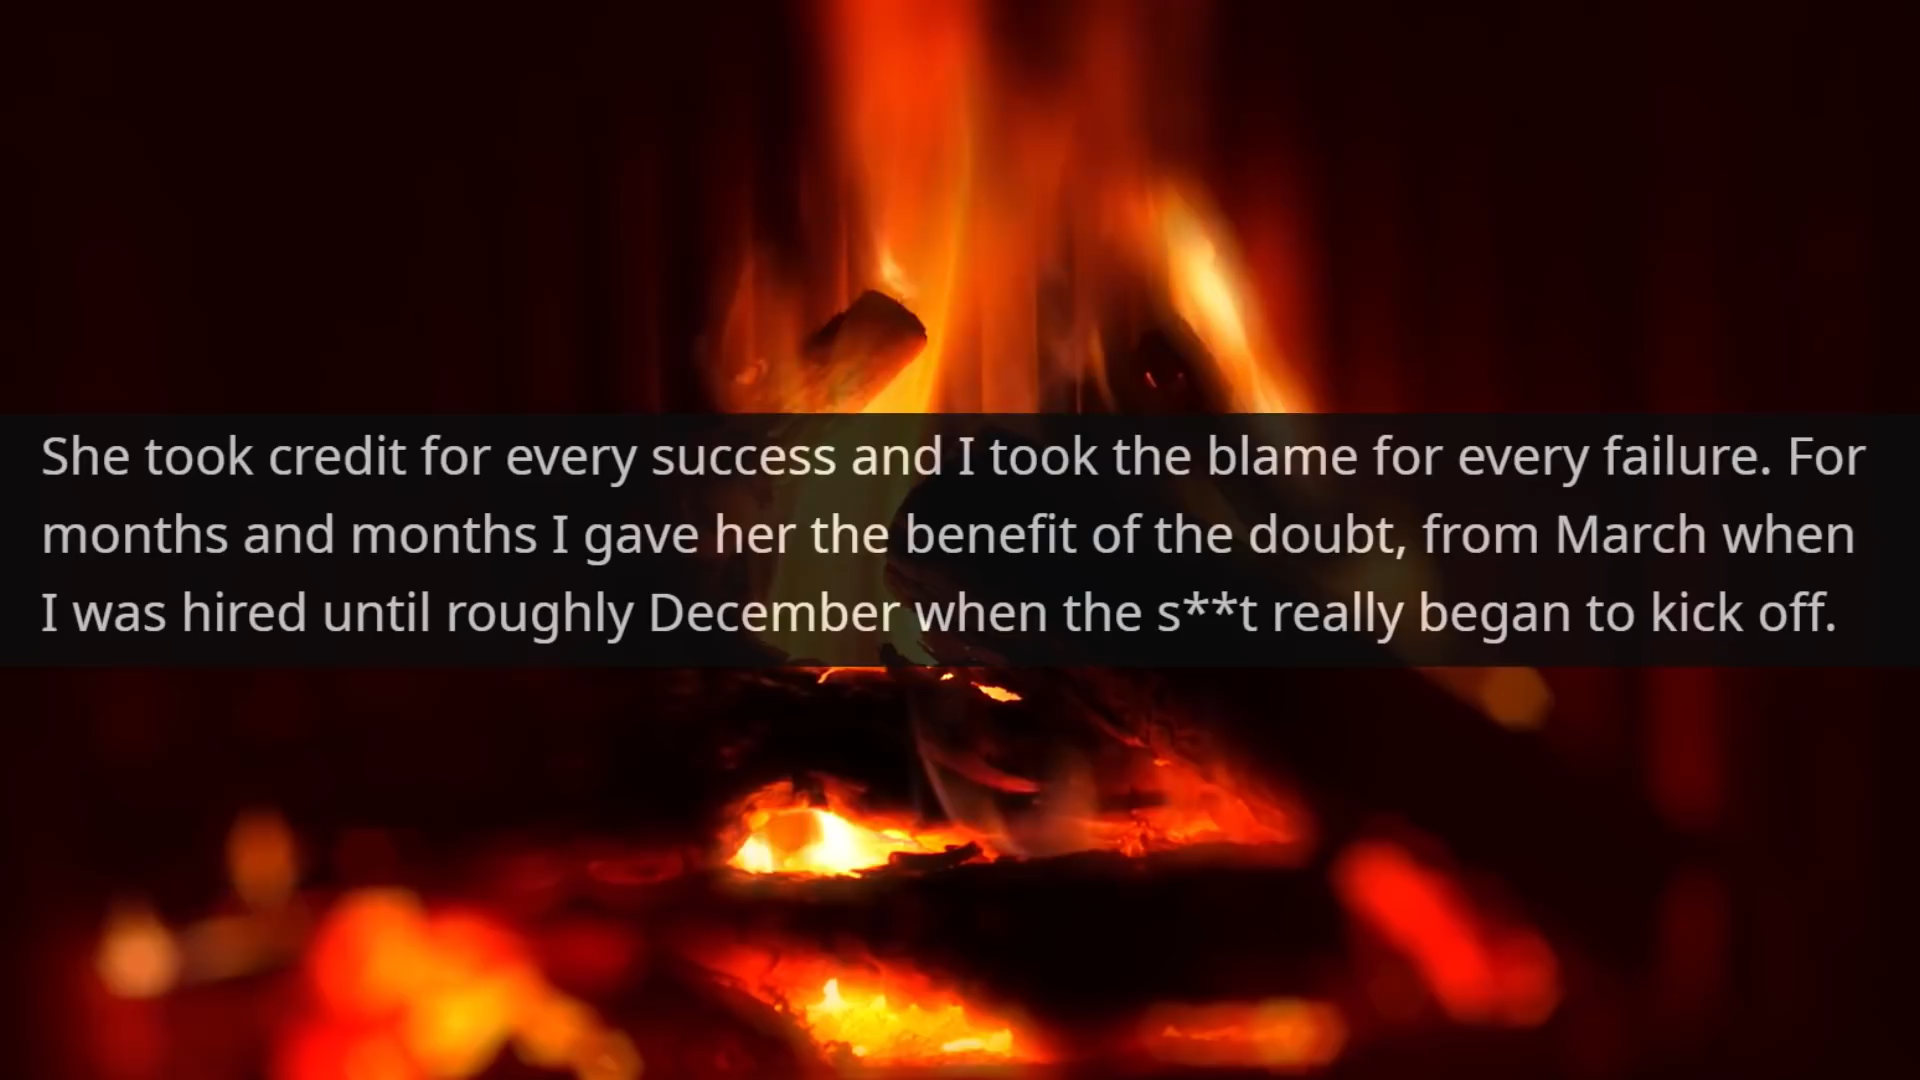 She took credit for every success and I took the blame for every failure. For
months and months I gave her the benefit of the doubt, from March when
I was hired until roughly December when the s**t really began to kick off.